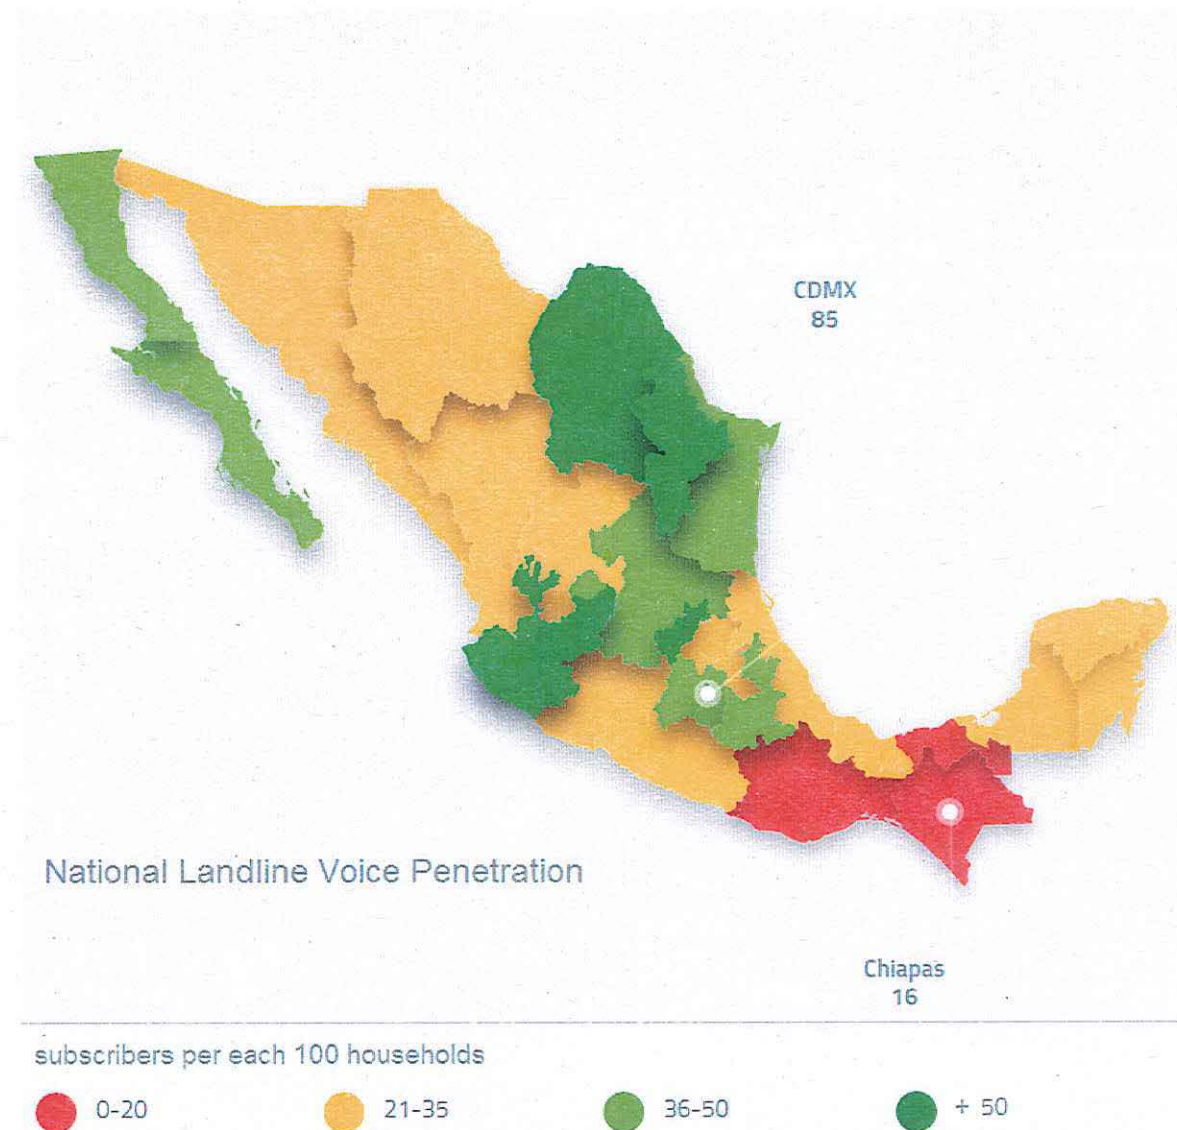 CDMX
85
National Landline Voice Penetration
Chiapas
16
subscribers per each 100 households
0-20
21-35
36-50
+ 50